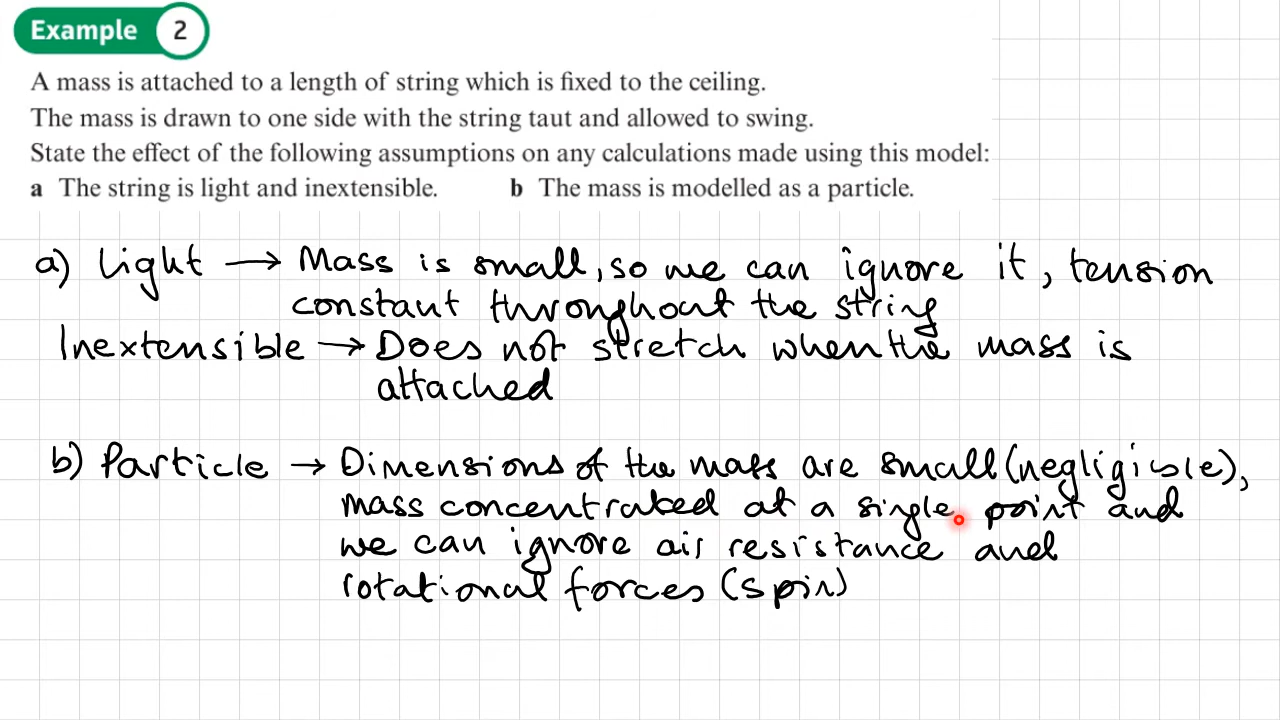 Example 2
A mass is attached to a length of string which is fixed to the ceiling.
The mass is drawn to one side with the string taut and allowed to swing.
State the effect of the following assumptions on any calculations made using this model:
a The string is light and inextensible. b The mass is modelled as a particle.
a) Light → Mass is small, so we can ignore it, tension
constant throughout the string
Inextensible → Does not stretch when the mass is
attached
b) Particle → Dimensions of the mass are small (negligible),
mass concentrated at a single point and
we can ignore air resistance and
rotational forces (spin)